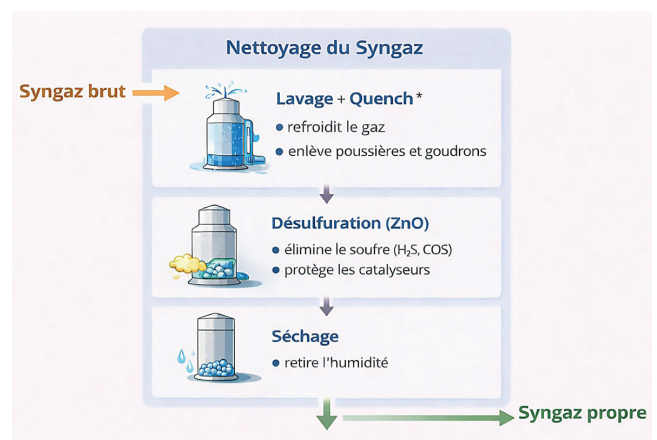 Nettoyage du Syngaz
Syngaz brut
Lavage + Quench *
• refroidit le gaz
• enlève poussières et goudrons
Désulfuration (ZnO)
• élimine le soufre (H₂S, COS)
• protège les catalyseurs
Séchage
• retire l'humidité
Syngaz propre